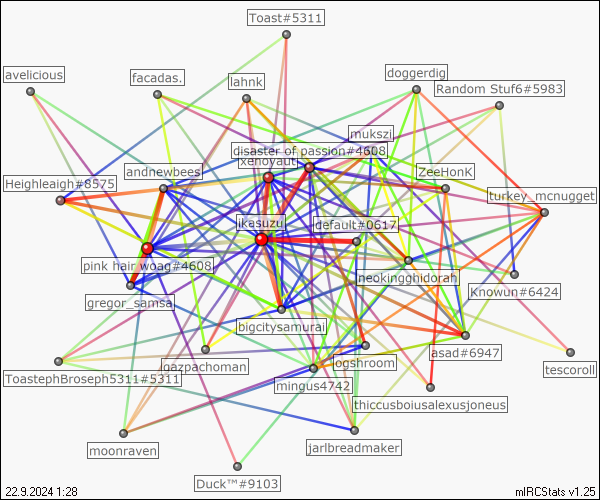 Toast#5311
avelicious
facadas.
lahnk
doggerdig
Random Stuf6#5983
mukszi
disaster of passion#4608
xenoyaut
andnewbees
ZeeHonK
Heighleaigh#8575
turkey_mcnugget
ikasuzu
default#0617
pink hair woag#4608
neokingghidorah
Knowun#6424
gregor_samsa
bigcitysamurai
asad#6947
gazpachoman
ogshroom
tescoroll
ToastephBroseph5311#5311
mingus4742
thiccusboiusalexusjoneus
moonraven
jarlbreadmaker
Duck™#9103
22.9.2024 1:28
mIRCStats v1.25